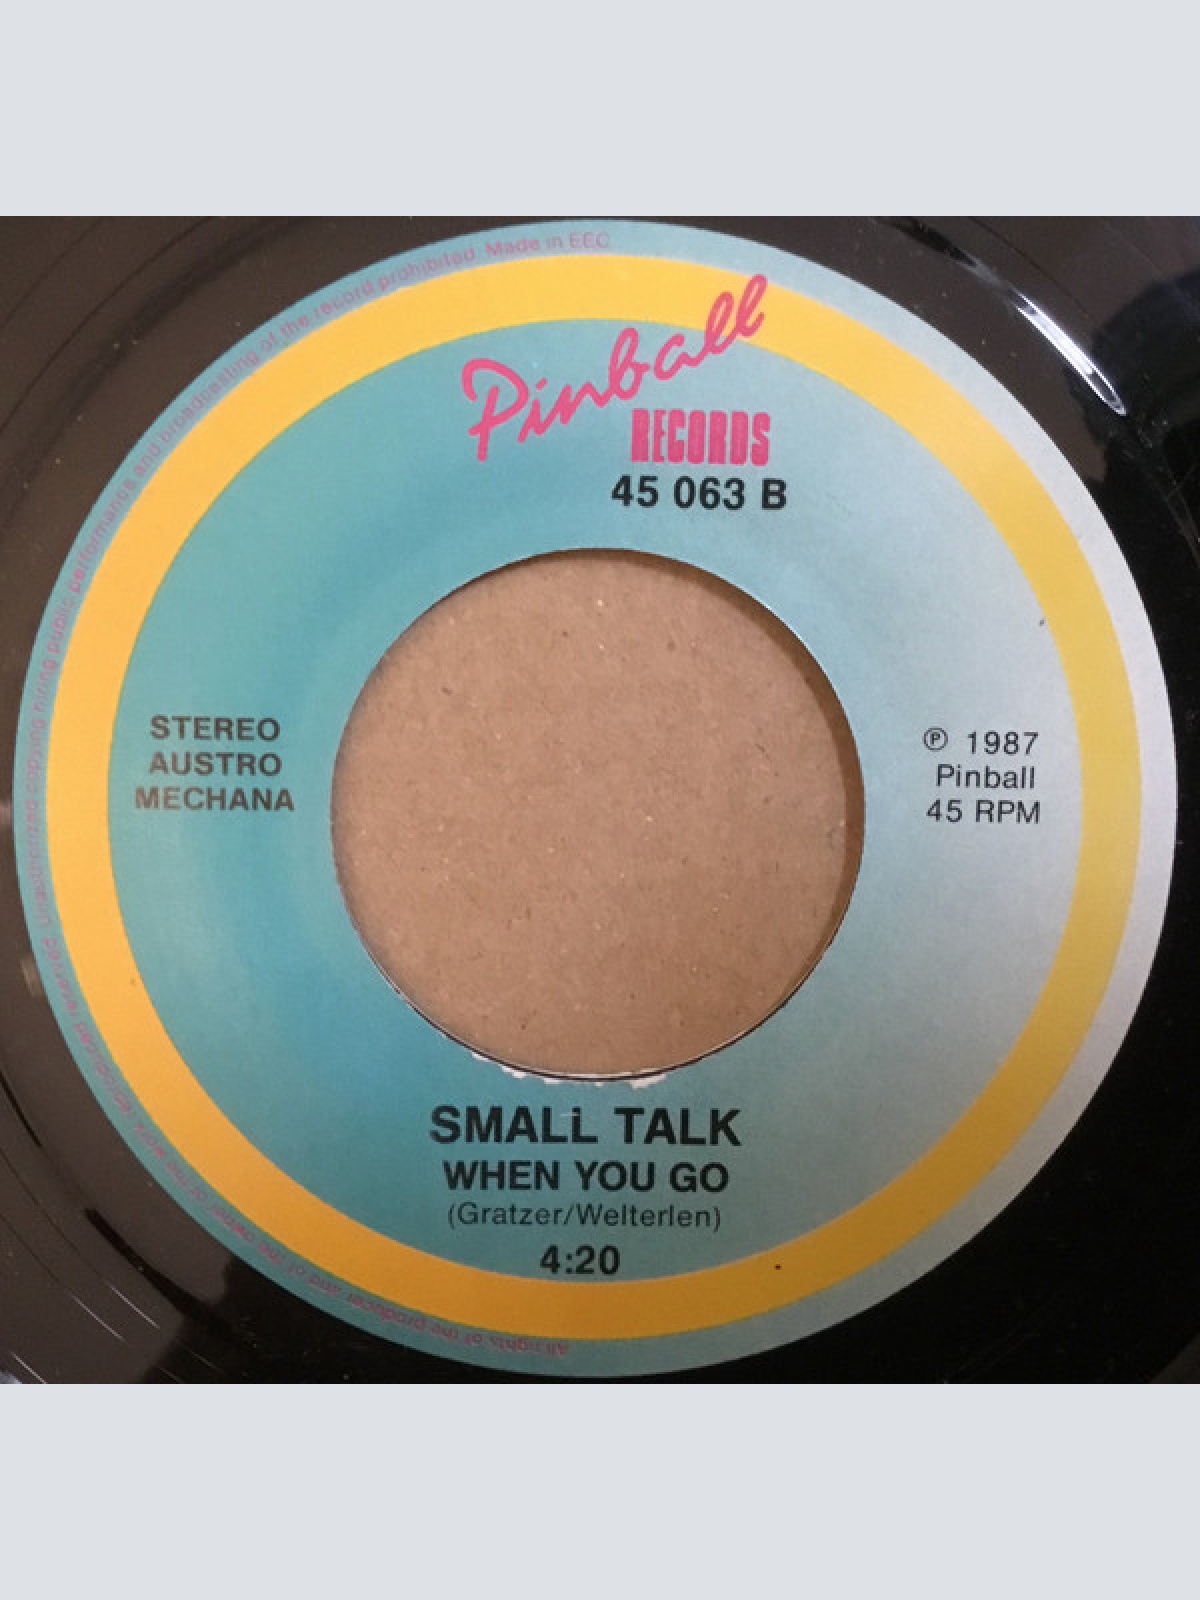 All rights of the producer and of the owner of the work reproduced reserved. Unauthorized copying hiring public performance and broadcasting of the record prohibited. Made in EEC
Pinball
RECORDS
45 063 B
STEREO
AUSTRO
MECHANA
℗ 1987
Pinball
45 RPM
SMALL TALK
WHEN YOU GO
(Gratzer/Welterlen)
4:20